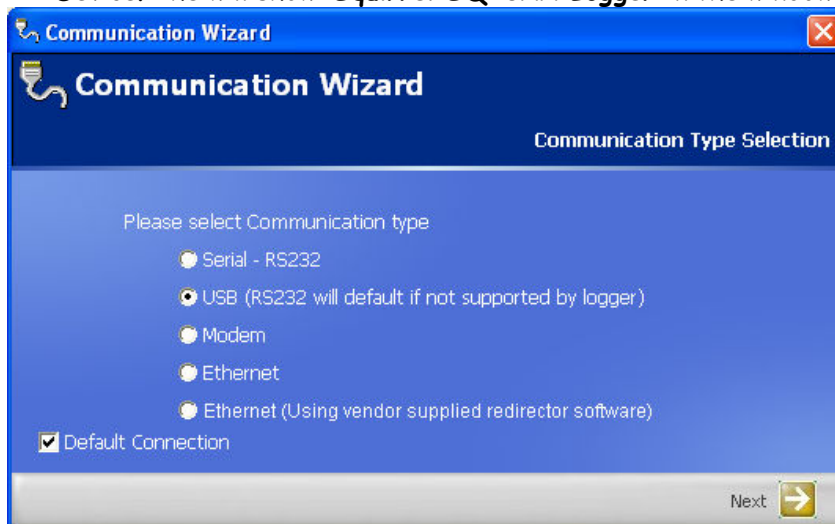 Communication Wizard
Communication Wizard
Communication Type Selection
Please select Communication type
Serial - RS232
USB (RS232 will default if not supported by logger)
Modem
Ethernet
Ethernet (Using vendor supplied redirector software)
Default Connection
Next